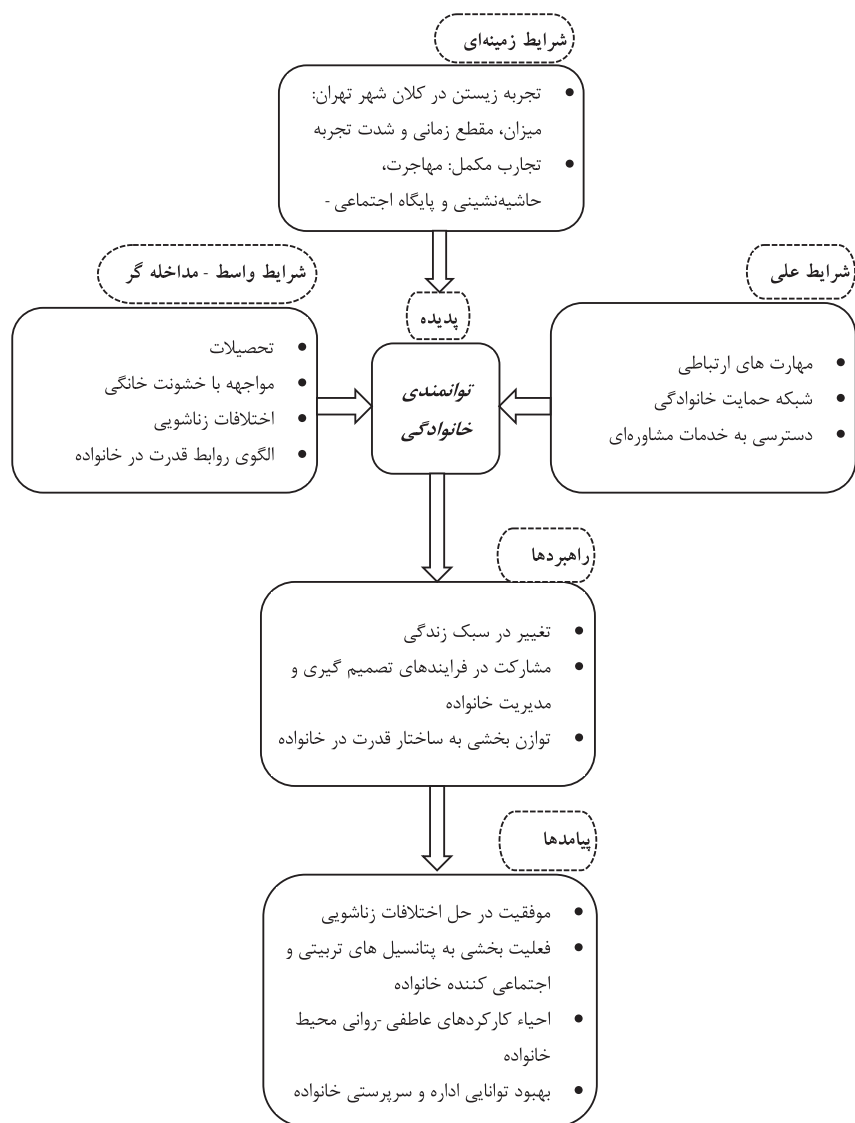 شرایط زمینه‌ای
• تجربه زیستن در کلان شهر تهران:
میزان، مقطع زمانی و شدت تجربه
• تجارب مکمل: مهاجرت،
حاشیه‌نشینی و پایگاه اجتماعی -
شرایط علی
• مهارت های ارتباطی
• شبکه حمایت خانوادگی
• دسترسی به خدمات مشاوره‌ای
پدیده
توانمندی
خانوادگی
شرایط واسط - مداخله گر
• تحصیلات
• مواجهه با خشونت خانگی
• اختلافات زناشویی
• الگوی روابط قدرت در خانواده
راهبردها
• تغییر در سبک زندگی
• مشارکت در فرایندهای تصمیم گیری و
مدیریت خانواده
• توازن بخشی به ساختار قدرت در خانواده
پیامدها
• موفقیت در حل اختلافات زناشویی
• فعلیت بخشی به پتانسیل های تربیتی و
اجتماعی کننده خانواده
• احیاء کارکردهای عاطفی -روانی محیط
خانواده
• بهبود توانایی اداره و سرپرستی خانواده